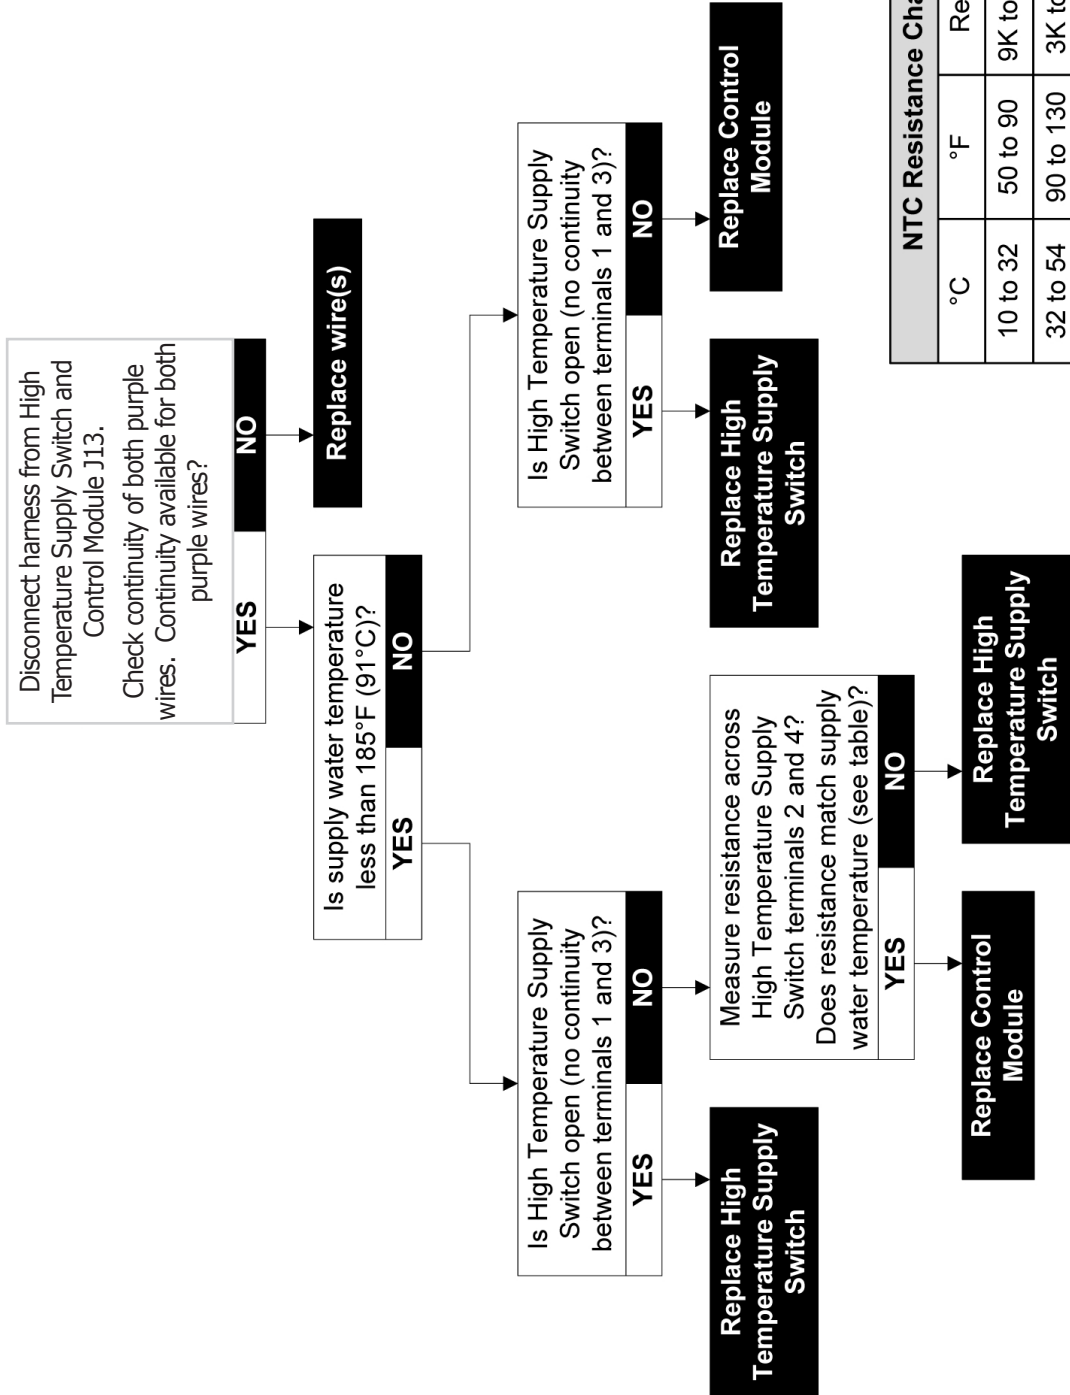 Disconnect harness from High
Temperature Supply Switch and
Control Module J13.
Check continuity of both purple
wires. Continuity available for both
purple wires?
YES
NO
Replace wire(s)
Is supply water temperature
less than 185°F (91°C)?
YES
NO
Is High Temperature Supply
Switch open (no continuity
between terminals 1 and 3)?
YES
NO
Is High Temperature Supply
Switch open (no continuity
between terminals 1 and 3)?
YES
NO
Replace High
Temperature Supply
Switch
Measure resistance across
High Temperature Supply
Switch terminals 2 and 4?
Does resistance match supply
water temperature (see table)?
YES
NO
Replace High
Temperature Supply
Switch
Replace Control
Module
Replace Control
Module
Replace High
Temperature Supply
Switch
NTC Resistance Cha
°C °F Re
10 to 32 50 to 90 9K to
32 to 54 90 to 130 3K to